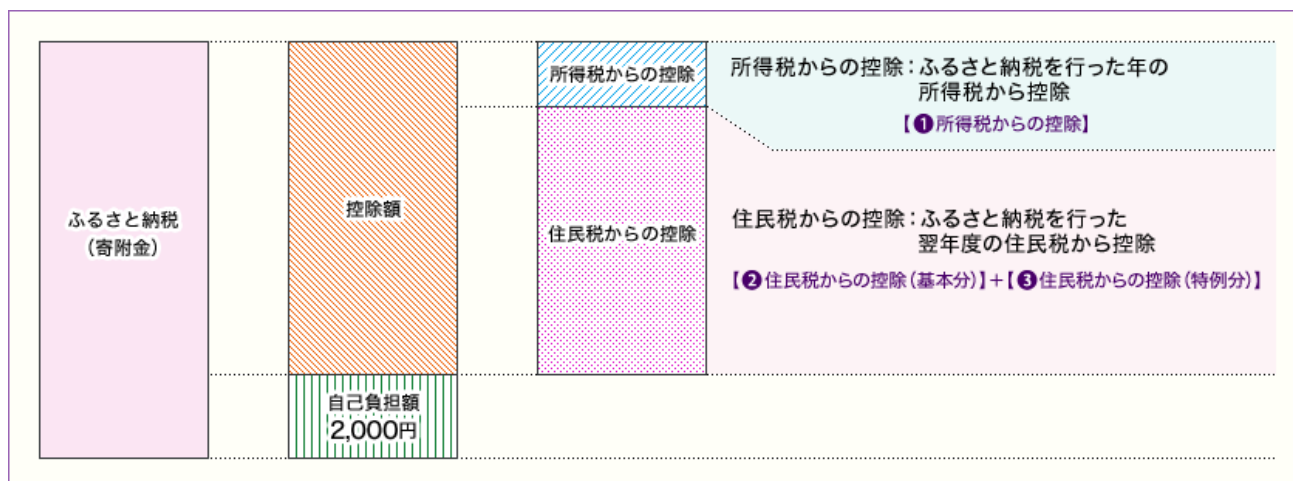 ふるさと納税
（寄附金）
控除額
自己負担額
2,000円
所得税からの控除
住民税からの控除
所得税からの控除：ふるさと納税を行った年の
所得税から控除
【❶所得税からの控除】
住民税からの控除：ふるさと納税を行った
翌年度の住民税から控除
【❷住民税からの控除（基本分）】＋【❸住民税からの控除（特例分）】